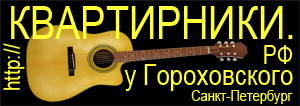 http://
КВАРТИРНИКИ.
РФ
у Гороховского
Санкт-Петербург